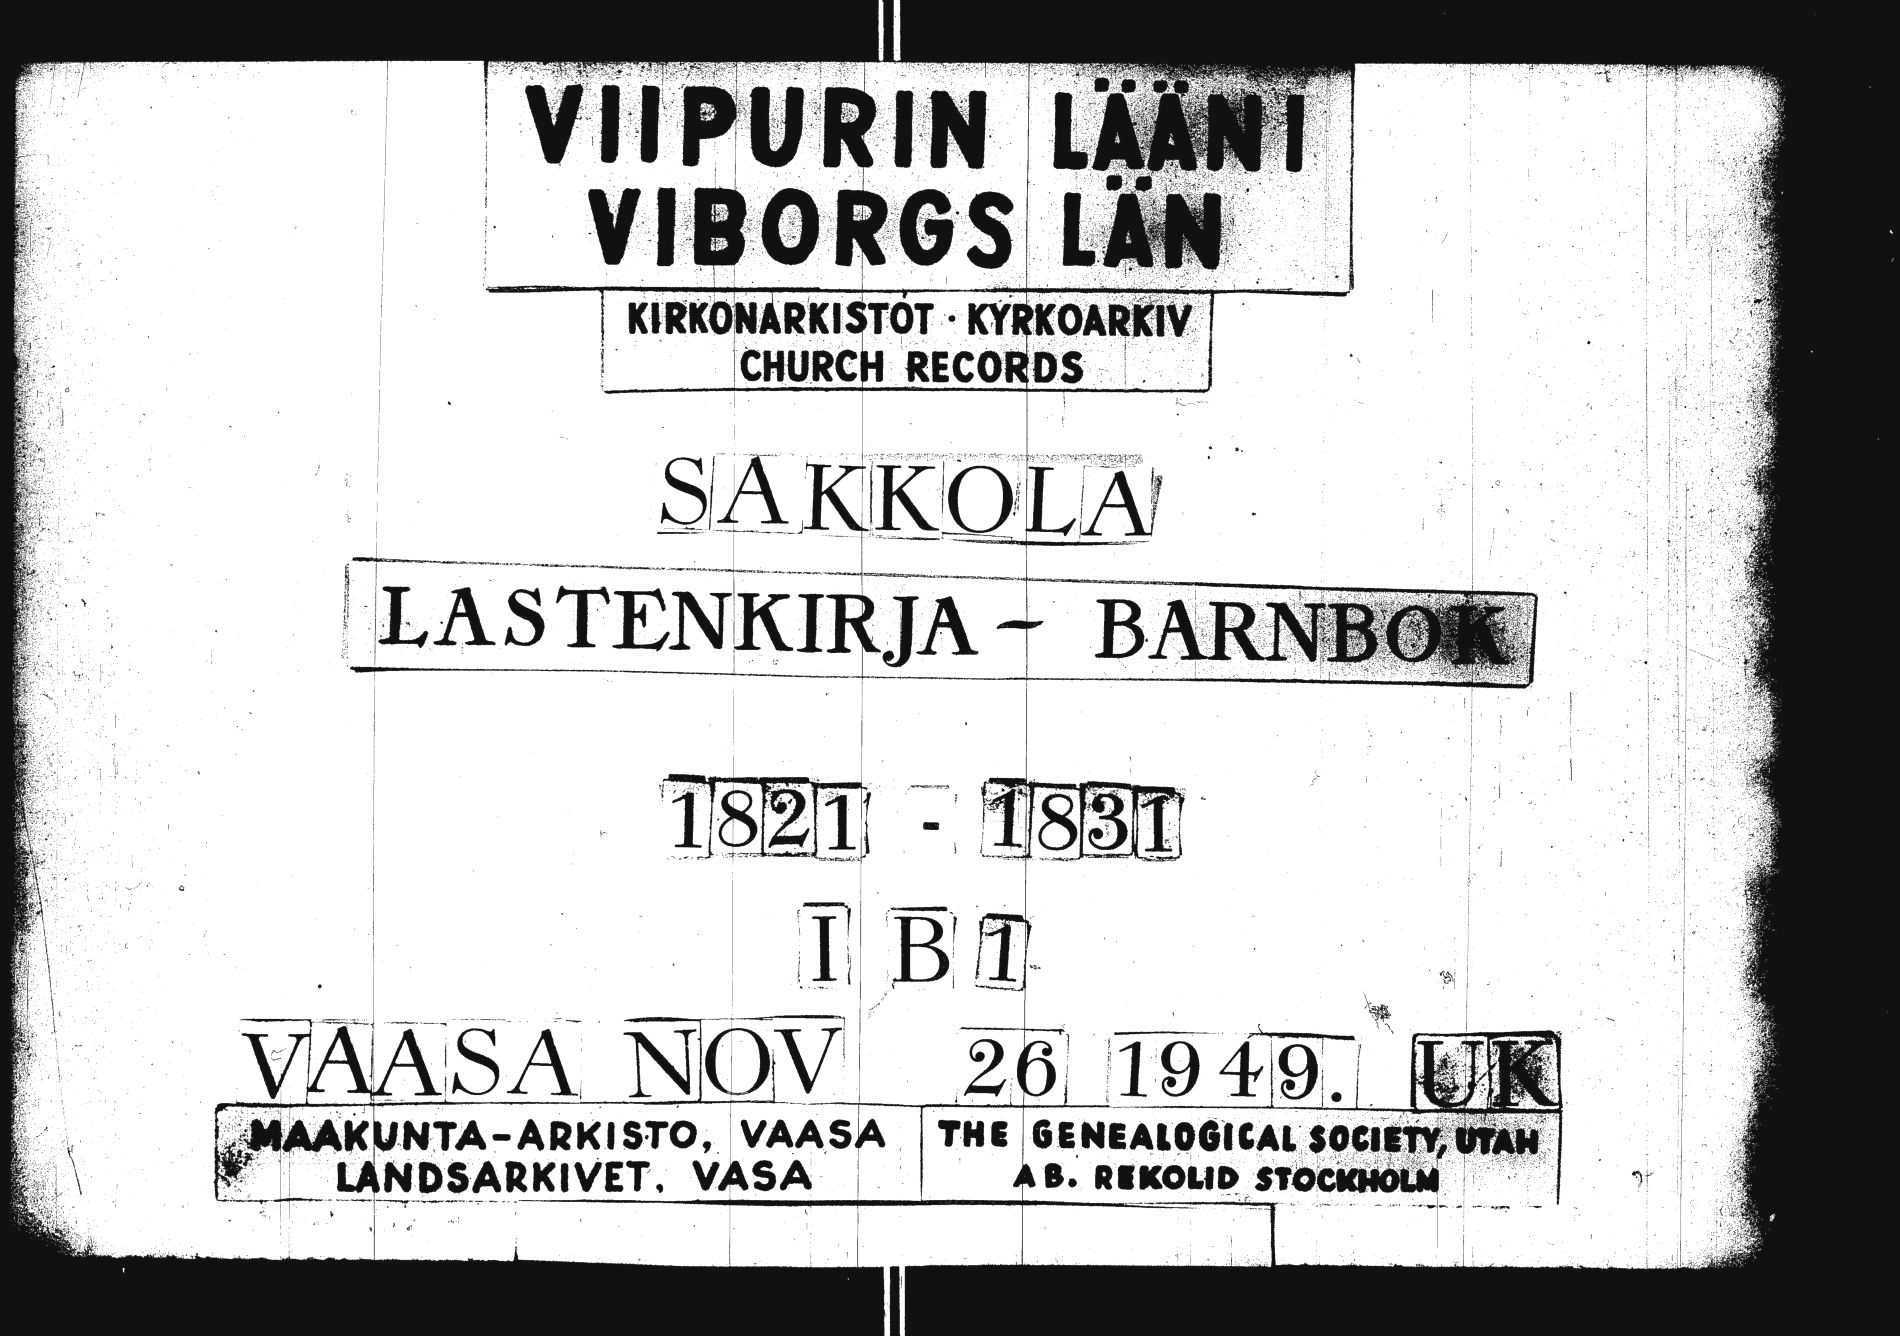 VIIPURIN LÄÄNI
VIBORGS LÄN
KIRKONARKISTOT · KYRKOARKIV
CHURCH RECORDS
SAKKOLA
LASTENKIRJA - BARNBOK
1821 - 1831
I B 1
VAASA NOV 26 1949. UK
MAAKUNTA-ARKISTO, VAASA
LANDSARKIVET, VASA
THE GENEALOGICAL SOCIETY, UTAH
AB. REKOLID STOCKHOLM